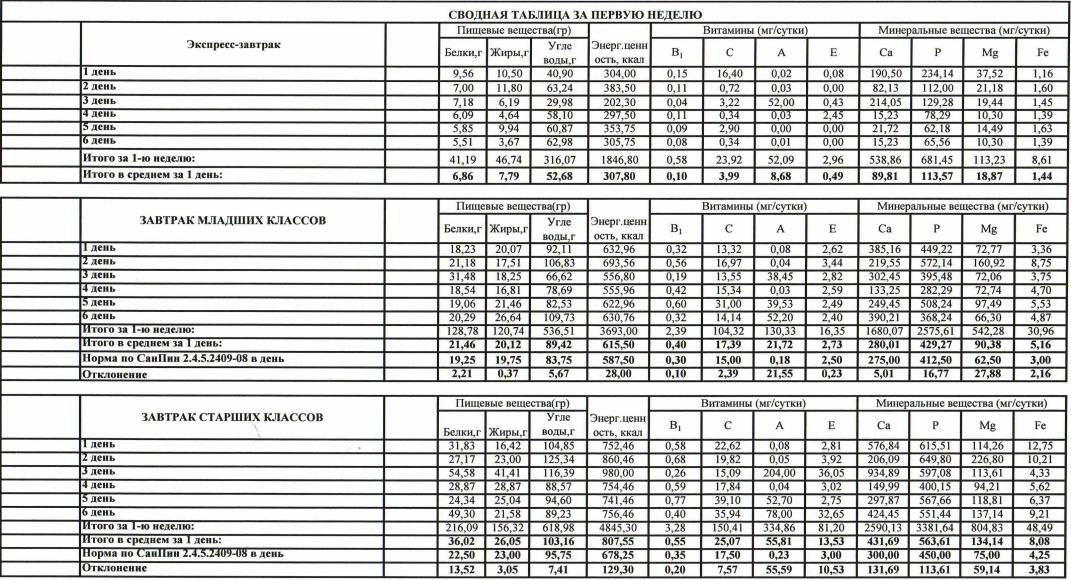 СВОДНАЯ ТАБЛИЦА ЗА ПЕРВУЮ НЕДЕЛЮ
Экспресс-завтрак Пищевые вещества(гр) Энерг.ценн ость, ккал Витамины (мг/сутки) Минеральные вещества (мг/сутки)
Белки,г Жиры,г Угле воды,г B1 C A E Ca P Mg Fe
1 день 9,56 10,50 40,90 304,00 0,15 16,40 0,02 0,08 190,50 234,14 37,52 1,16
2 день 7,00 11,80 63,24 383,50 0,11 0,72 0,03 0,00 82,13 112,00 21,18 1,60
3 день 7,18 6,19 29,98 202,30 0,04 3,22 52,00 0,43 214,05 129,28 19,44 1,45
4 день 6,09 4,64 58,10 297,50 0,11 0,34 0,03 2,45 15,23 78,29 10,30 1,39
5 день 5,85 9,94 60,87 353,75 0,09 2,90 0,00 0,00 21,72 62,18 14,49 1,63
6 день 5,51 3,67 62,98 305,75 0,08 0,34 0,01 0,00 15,23 65,56 10,30 1,39
Итого за 1-ю неделю: 41,19 46,74 316,07 1846,80 0,58 23,92 52,09 2,96 538,86 681,45 113,23 8,61
Итого в среднем за 1 день: 6,86 7,79 52,68 307,80 0,10 3,99 8,68 0,49 89,81 113,57 18,87 1,44
ЗАВТРАК МЛАДШИХ КЛАССОВ Пищевые вещества(гр) Энерг.ценн ость, ккал Витамины (мг/сутки) Минеральные вещества (мг/сутки)
Белки,г Жиры,г Угле воды,г B1 C A E Ca P Mg Fe
1 день 18,23 20,07 92,11 632,96 0,32 13,32 0,08 2,62 385,16 449,22 72,77 3,36
2 день 21,18 17,51 106,83 693,56 0,56 16,97 0,04 3,44 219,55 572,14 160,92 8,75
3 день 31,48 18,25 66,62 556,80 0,19 13,55 38,45 2,82 302,45 395,48 72,06 3,75
4 день 18,54 16,81 78,69 555,96 0,42 15,34 0,03 2,59 133,25 282,29 72,74 4,70
5 день 19,06 21,46 82,53 622,96 0,60 31,00 39,53 2,49 249,45 508,24 97,49 5,53
6 день 20,29 26,64 109,73 630,76 0,32 14,14 52,20 2,40 390,21 368,24 66,30 4,87
Итого за 1-ю неделю: 128,78 120,74 536,51 3693,00 2,39 104,32 130,33 16,35 1680,07 2575,61 542,28 30,96
Итого в среднем за 1 день: 21,46 20,12 89,42 615,50 0,40 17,39 21,72 2,73 280,01 429,27 90,38 5,16
Норма по СанПин 2.4.5.2409-08 в день 19,25 19,75 83,75 587,50 0,30 15,00 0,18 2,50 275,00 412,50 62,50 3,00
Отклонение 2,21 0,37 5,67 28,00 0,10 2,39 21,55 0,23 5,01 16,77 27,88 2,16
ЗАВТРАК СТАРШИХ КЛАССОВ Пищевые вещества(гр) Энерг.ценн ость, ккал Витамины (мг/сутки) Минеральные вещества (мг/сутки)
Белки,г Жиры,г Угле воды,г B1 C A E Ca P Mg Fe
1 день 31,83 16,42 104,85 752,46 0,58 22,62 0,08 2,81 576,84 615,51 114,26 12,75
2 день 27,17 23,00 125,34 860,46 0,68 19,82 0,05 3,92 206,09 649,80 226,80 10,21
3 день 54,58 41,41 116,39 980,00 0,26 15,09 204,00 36,05 934,89 597,08 113,61 4,33
4 день 28,87 28,87 88,57 754,46 0,59 17,84 0,04 3,02 149,99 400,15 94,21 5,62
5 день 24,34 25,04 94,60 741,46 0,77 39,10 52,70 2,75 297,87 567,66 118,81 6,37
6 день 49,30 21,58 89,23 756,46 0,40 35,94 78,00 32,65 424,45 551,44 137,14 9,21
Итого за 1-ю неделю: 216,09 156,32 618,98 4845,30 3,28 150,41 334,86 81,20 2590,13 3381,64 804,83 48,49
Итого в среднем за 1 день: 36,02 26,05 103,16 807,55 0,55 25,07 55,81 13,53 431,69 563,61 134,14 8,08
Норма по СанПин 2.4.5.2409-08 в день 22,50 23,00 95,75 678,25 0,35 17,50 0,23 3,00 300,00 450,00 75,00 4,25
Отклонение 13,52 3,05 7,41 129,30 0,20 7,57 55,59 10,53 131,69 113,61 59,14 3,83